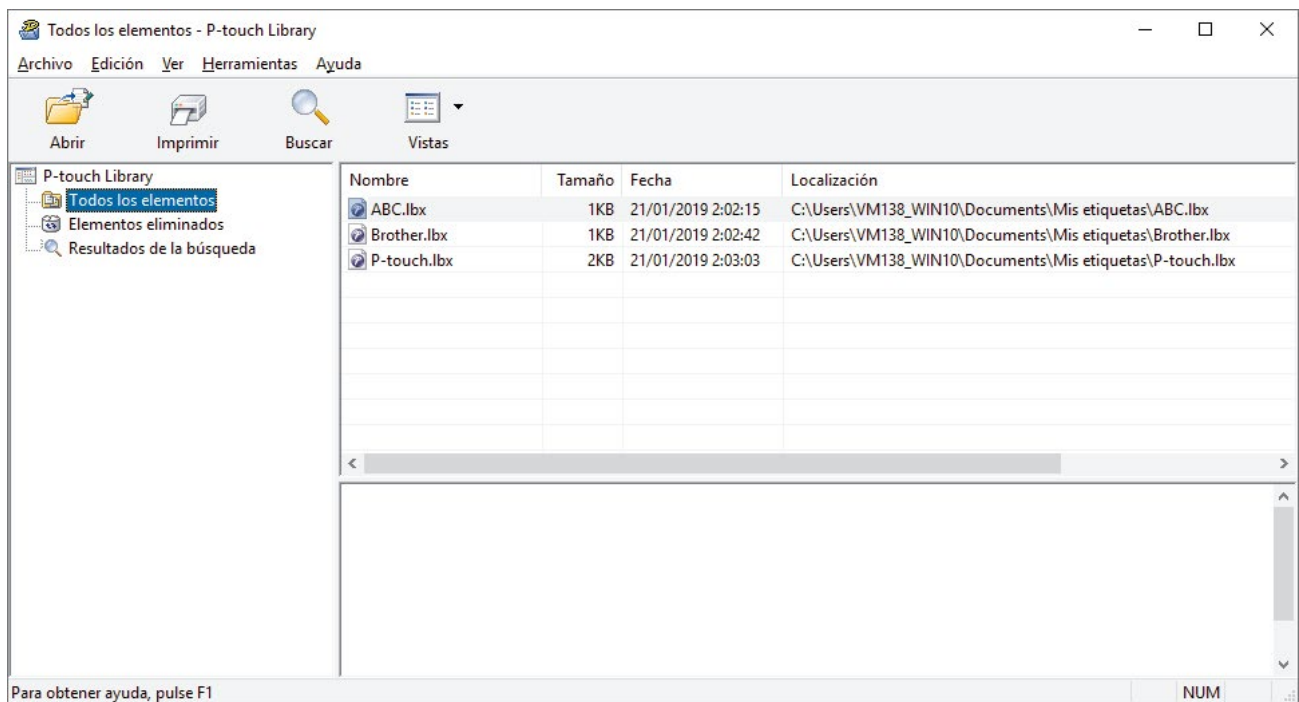 Todos los elementos - P-touch Library
Archivo Edición Ver Herramientas Ayuda
Abrir Imprimir Buscar Vistas
P-touch Library
Todos los elementos
Elementos eliminados
Resultados de la búsqueda
Nombre Tamaño Fecha Localización
ABC.lbx 1KB 21/01/2019 2:02:15 C:\Users\VM138_WIN10\Documents\Mis etiquetas\ABC.lbx
Brother.lbx 1KB 21/01/2019 2:02:42 C:\Users\VM138_WIN10\Documents\Mis etiquetas\Brother.lbx
P-touch.lbx 2KB 21/01/2019 2:03:03 C:\Users\VM138_WIN10\Documents\Mis etiquetas\P-touch.lbx
Para obtener ayuda, pulse F1 NUM